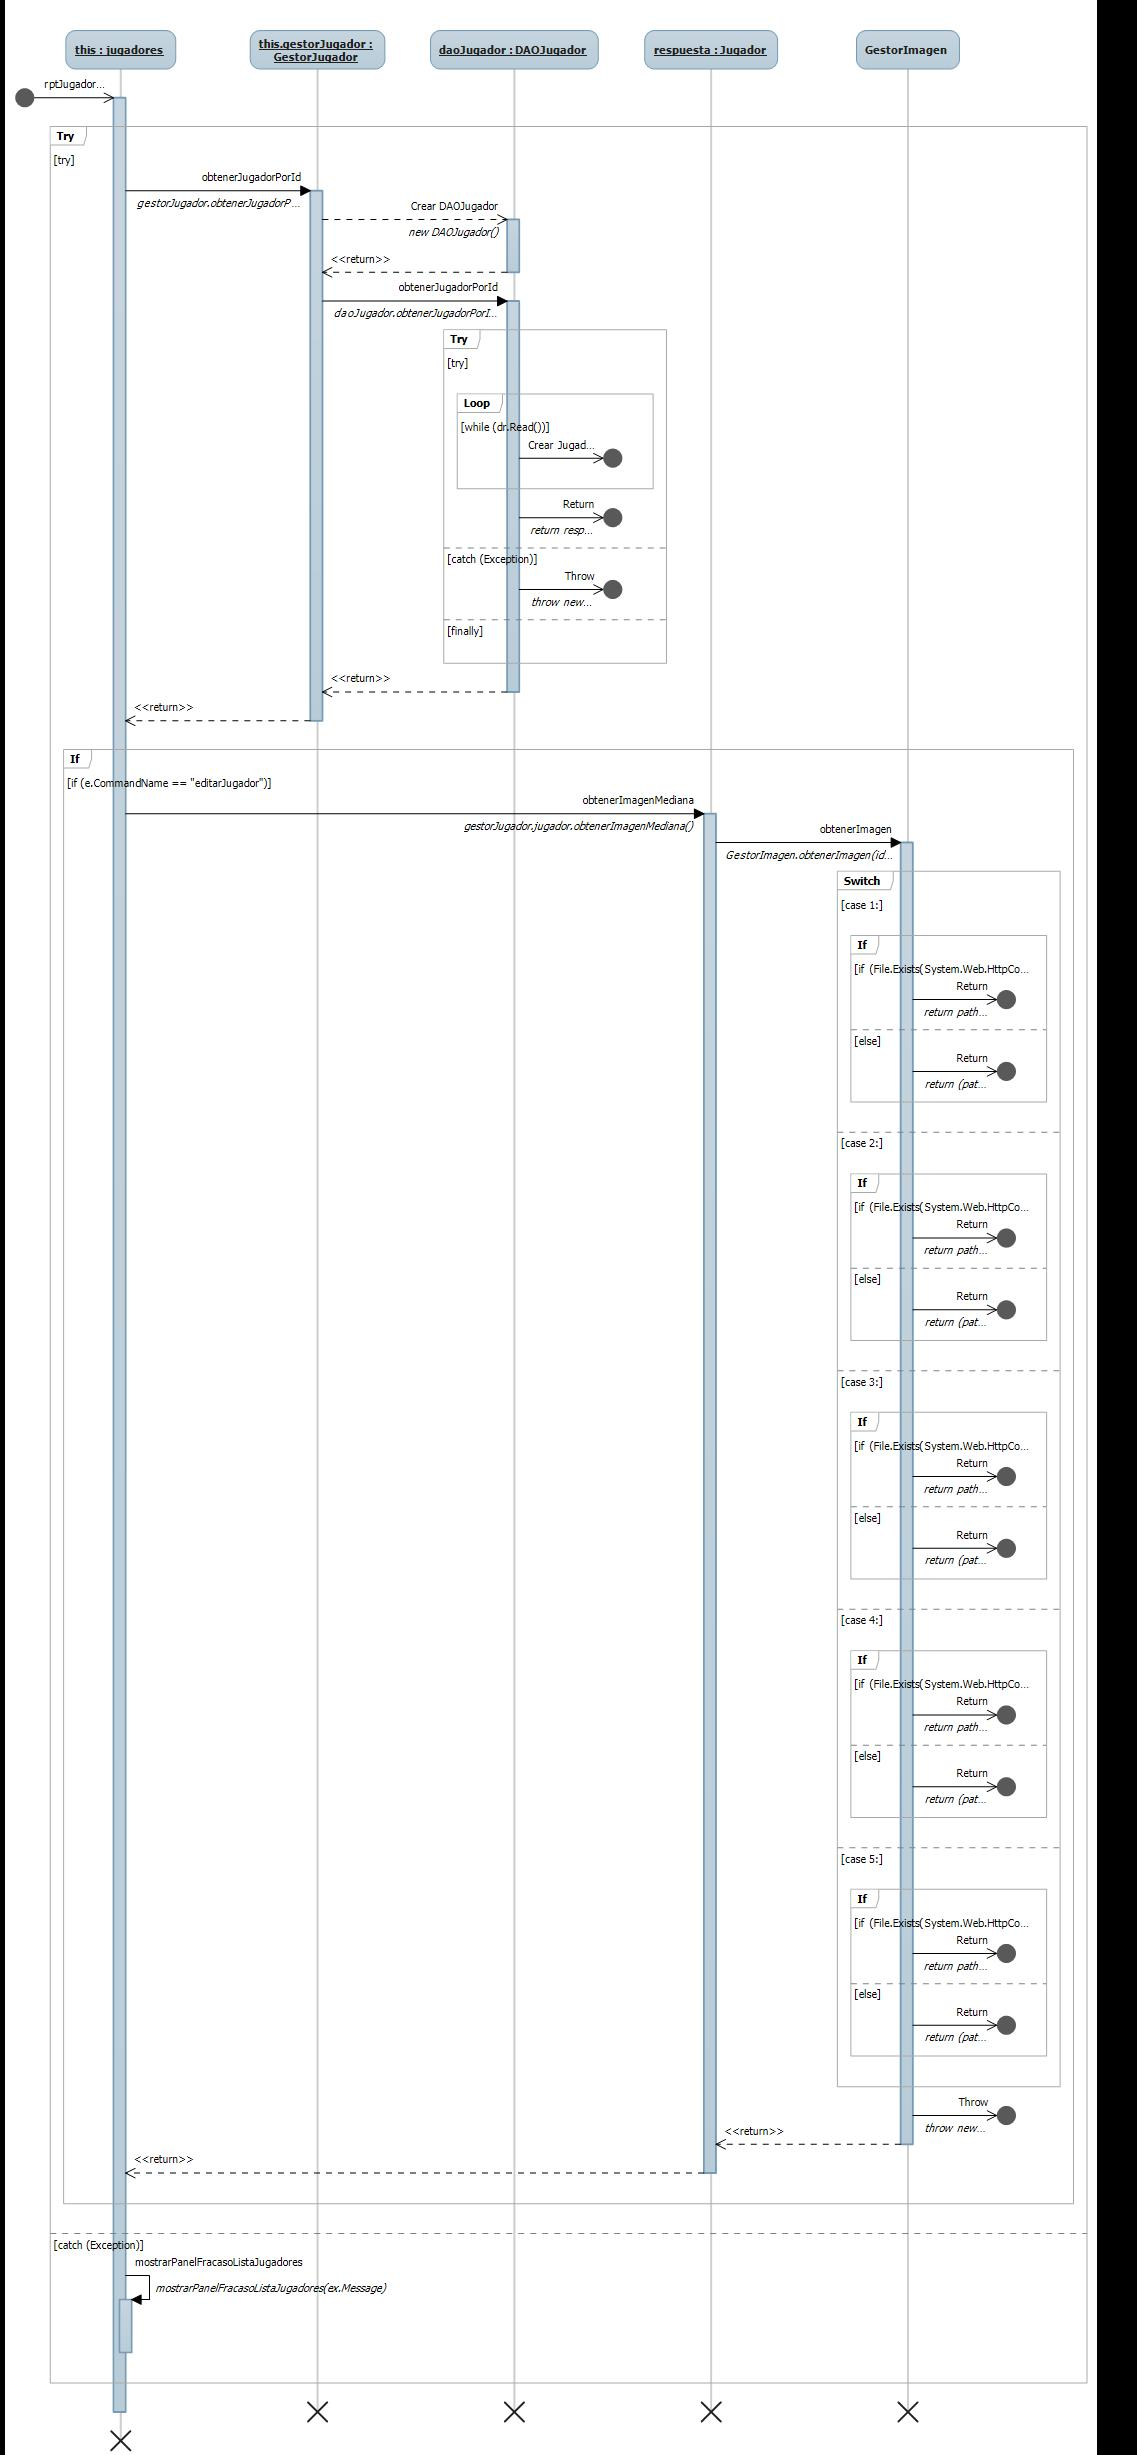 this : jugadores
this.gestorJugador :
GestorJugador
daoJugador : DAOJugador
respuesta : Jugador
GestorImagen
rptJugador...
Try
[try]
obtenerJugadorPorId
gestorJugador.obtenerJugadorP...
Crear DAOJugador
new DAOJugador()
<<return>>
obtenerJugadorPorId
daoJugador.obtenerJugadorPorI...
Try
[try]
Loop
[while (dr.Read())]
Crear Jugad...
Return
return resp...
[catch (Exception)]
Throw
throw new...
[finally]
<<return>>
<<return>>
If
[if (e.CommandName == "editarJugador")]
obtenerImagenMediana
gestorJugador.jugador.obtenerImagenMediana()
obtenerImagen
GestorImagen.obtenerImagen(id...
Switch
[case 1:]
If
[if (File.Exists(System.Web.HttpCo...
Return
return path...
[else]
Return
return (pat...
[case 2:]
If
[if (File.Exists(System.Web.HttpCo...
Return
return path...
[else]
Return
return (pat...
[case 3:]
If
[if (File.Exists(System.Web.HttpCo...
Return
return path...
[else]
Return
return (pat...
[case 4:]
If
[if (File.Exists(System.Web.HttpCo...
Return
return path...
[else]
Return
return (pat...
[case 5:]
If
[if (File.Exists(System.Web.HttpCo...
Return
return path...
[else]
Return
return (pat...
Throw
throw new...
<<return>>
<<return>>
[catch (Exception)]
mostrarPanelFracasoListaJugadores
mostrarPanelFracasoListaJugadores(ex.Message)